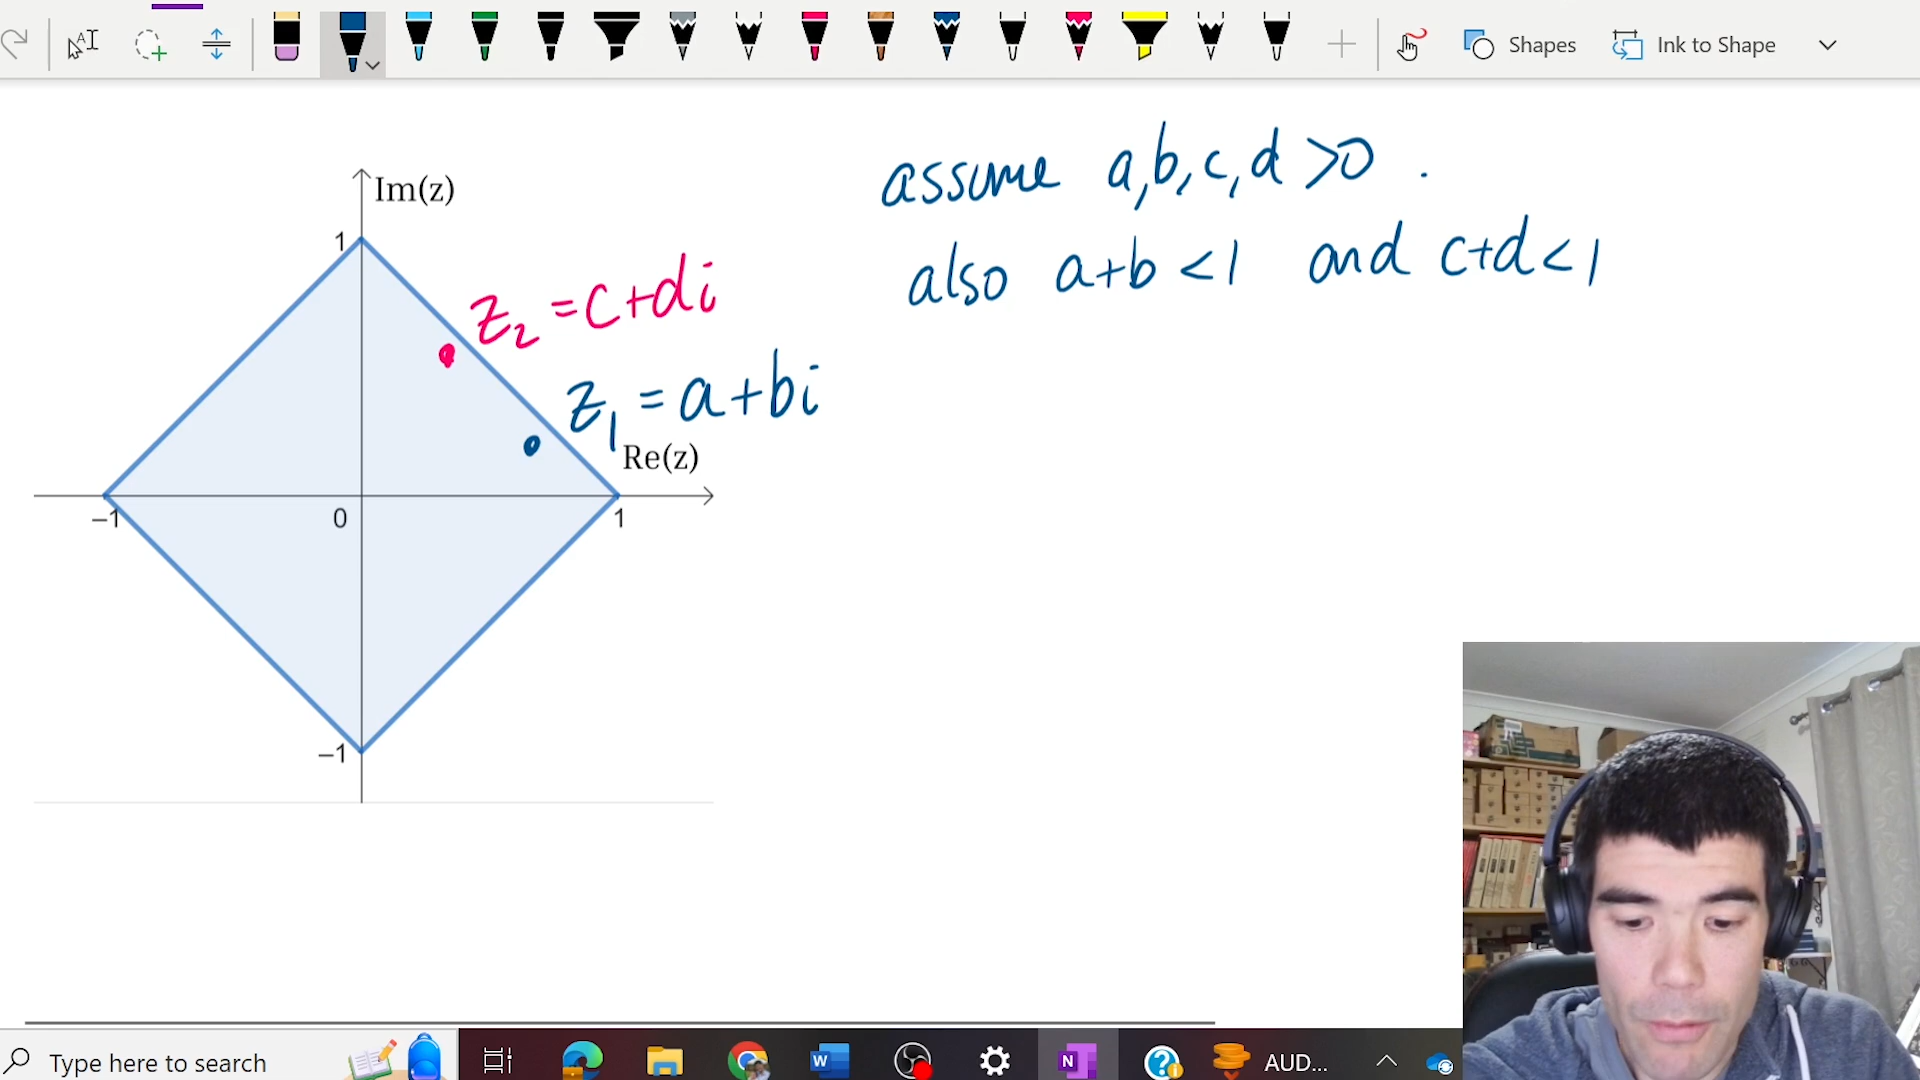 Shapes
Ink to Shape
assume a,b,c,d >0 .
also a+b <1 and c+d<1
Im(z)
1
z₂ =c+di
z₁ =a+bi
Re(z)
–1
0
1
–1
Type here to search
AUD...